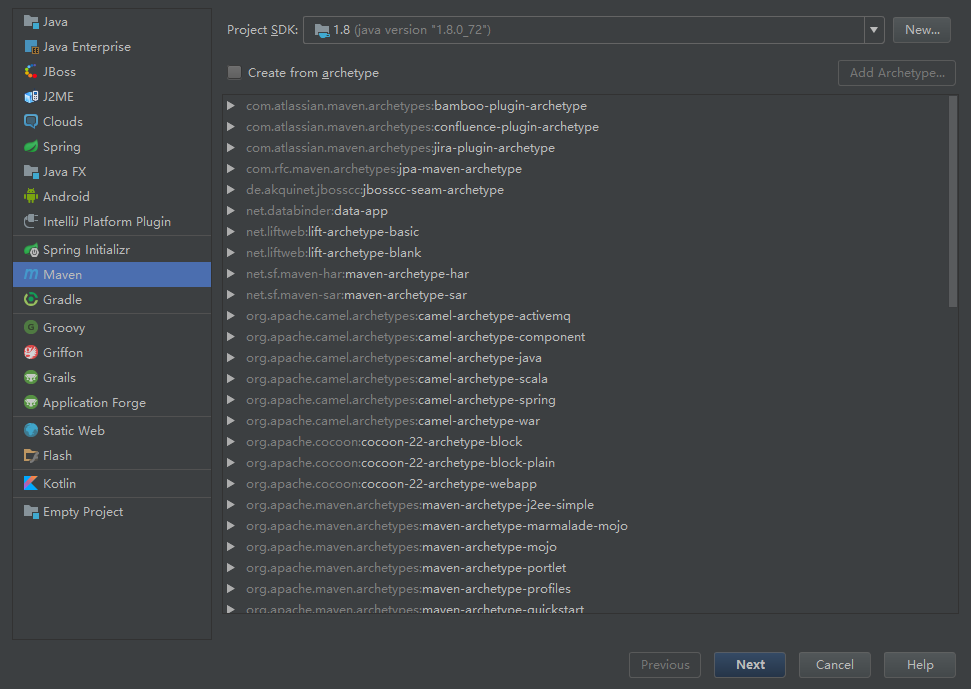 Java
Java Enterprise
JBoss
J2ME
Clouds
Spring
Java FX
Android
IntelliJ Platform Plugin
Spring Initializr
Maven
Gradle
Groovy
Griffon
Grails
Application Forge
Static Web
Flash
Kotlin
Empty Project
Project SDK: 1.8 (java version "1.8.0_72") New...
Create from archetype Add Archetype...
com.atlassian.maven.archetypes:bamboo-plugin-archetype
com.atlassian.maven.archetypes:confluence-plugin-archetype
com.atlassian.maven.archetypes:jira-plugin-archetype
com.rfc.maven.archetypes:jpa-maven-archetype
de.akquinet.jbosscc:jbosscc-seam-archetype
net.databinder:data-app
net.liftweb:lift-archetype-basic
net.liftweb:lift-archetype-blank
net.sf.maven-har:maven-archetype-har
net.sf.maven-sar:maven-archetype-sar
org.apache.camel.archetypes:camel-archetype-activemq
org.apache.camel.archetypes:camel-archetype-component
org.apache.camel.archetypes:camel-archetype-java
org.apache.camel.archetypes:camel-archetype-scala
org.apache.camel.archetypes:camel-archetype-spring
org.apache.camel.archetypes:camel-archetype-war
org.apache.cocoon:cocoon-22-archetype-block
org.apache.cocoon:cocoon-22-archetype-block-plain
org.apache.cocoon:cocoon-22-archetype-webapp
org.apache.maven.archetypes:maven-archetype-j2ee-simple
org.apache.maven.archetypes:maven-archetype-marmalade-mojo
org.apache.maven.archetypes:maven-archetype-mojo
org.apache.maven.archetypes:maven-archetype-portlet
org.apache.maven.archetypes:maven-archetype-profiles
org.apache.maven.archetypes:maven-archetype-quickstart
Previous Next Cancel Help